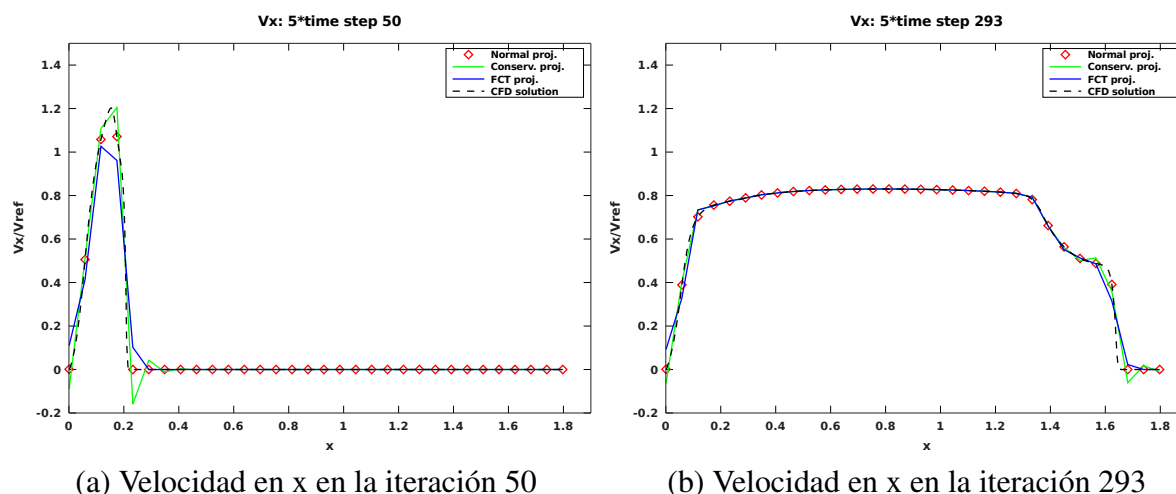 Vx: 5*time step 50
1.4
1.2
1
0.8
0.6
0.4
0.2
0
-0.2
Vx/Vref
0
0.2
0.4
0.6
0.8
1
1.2
1.4
1.6
1.8
x
Normal proj.
Conserv. proj.
FCT proj.
CFD solution
(a) Velocidad en x en la iteración 50
Vx: 5*time step 293
1.4
1.2
1
0.8
0.6
0.4
0.2
0
-0.2
Vx/Vref
0
0.2
0.4
0.6
0.8
1
1.2
1.4
1.6
1.8
x
Normal proj.
Conserv. proj.
FCT proj.
CFD solution
(b) Velocidad en x en la iteración 293